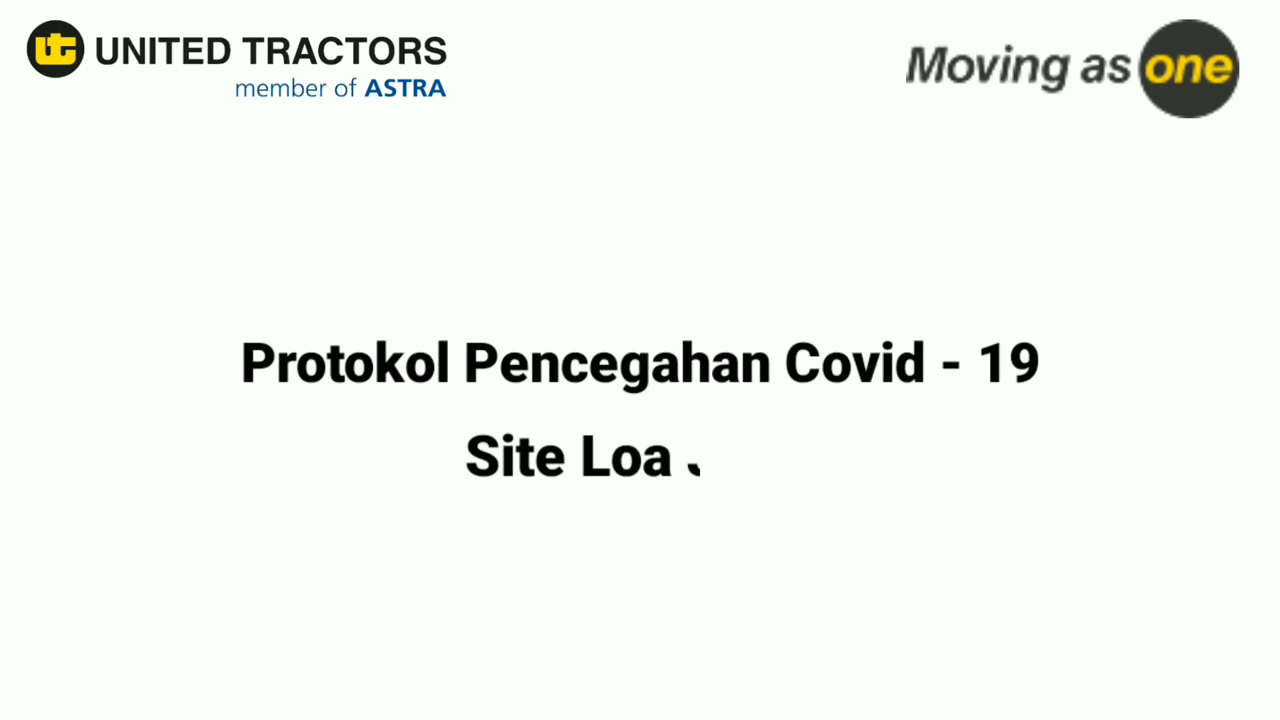 UNITED TRACTORS
member of ASTRA
Moving as one
Protokol Pencegahan Covid - 19
Site Loa